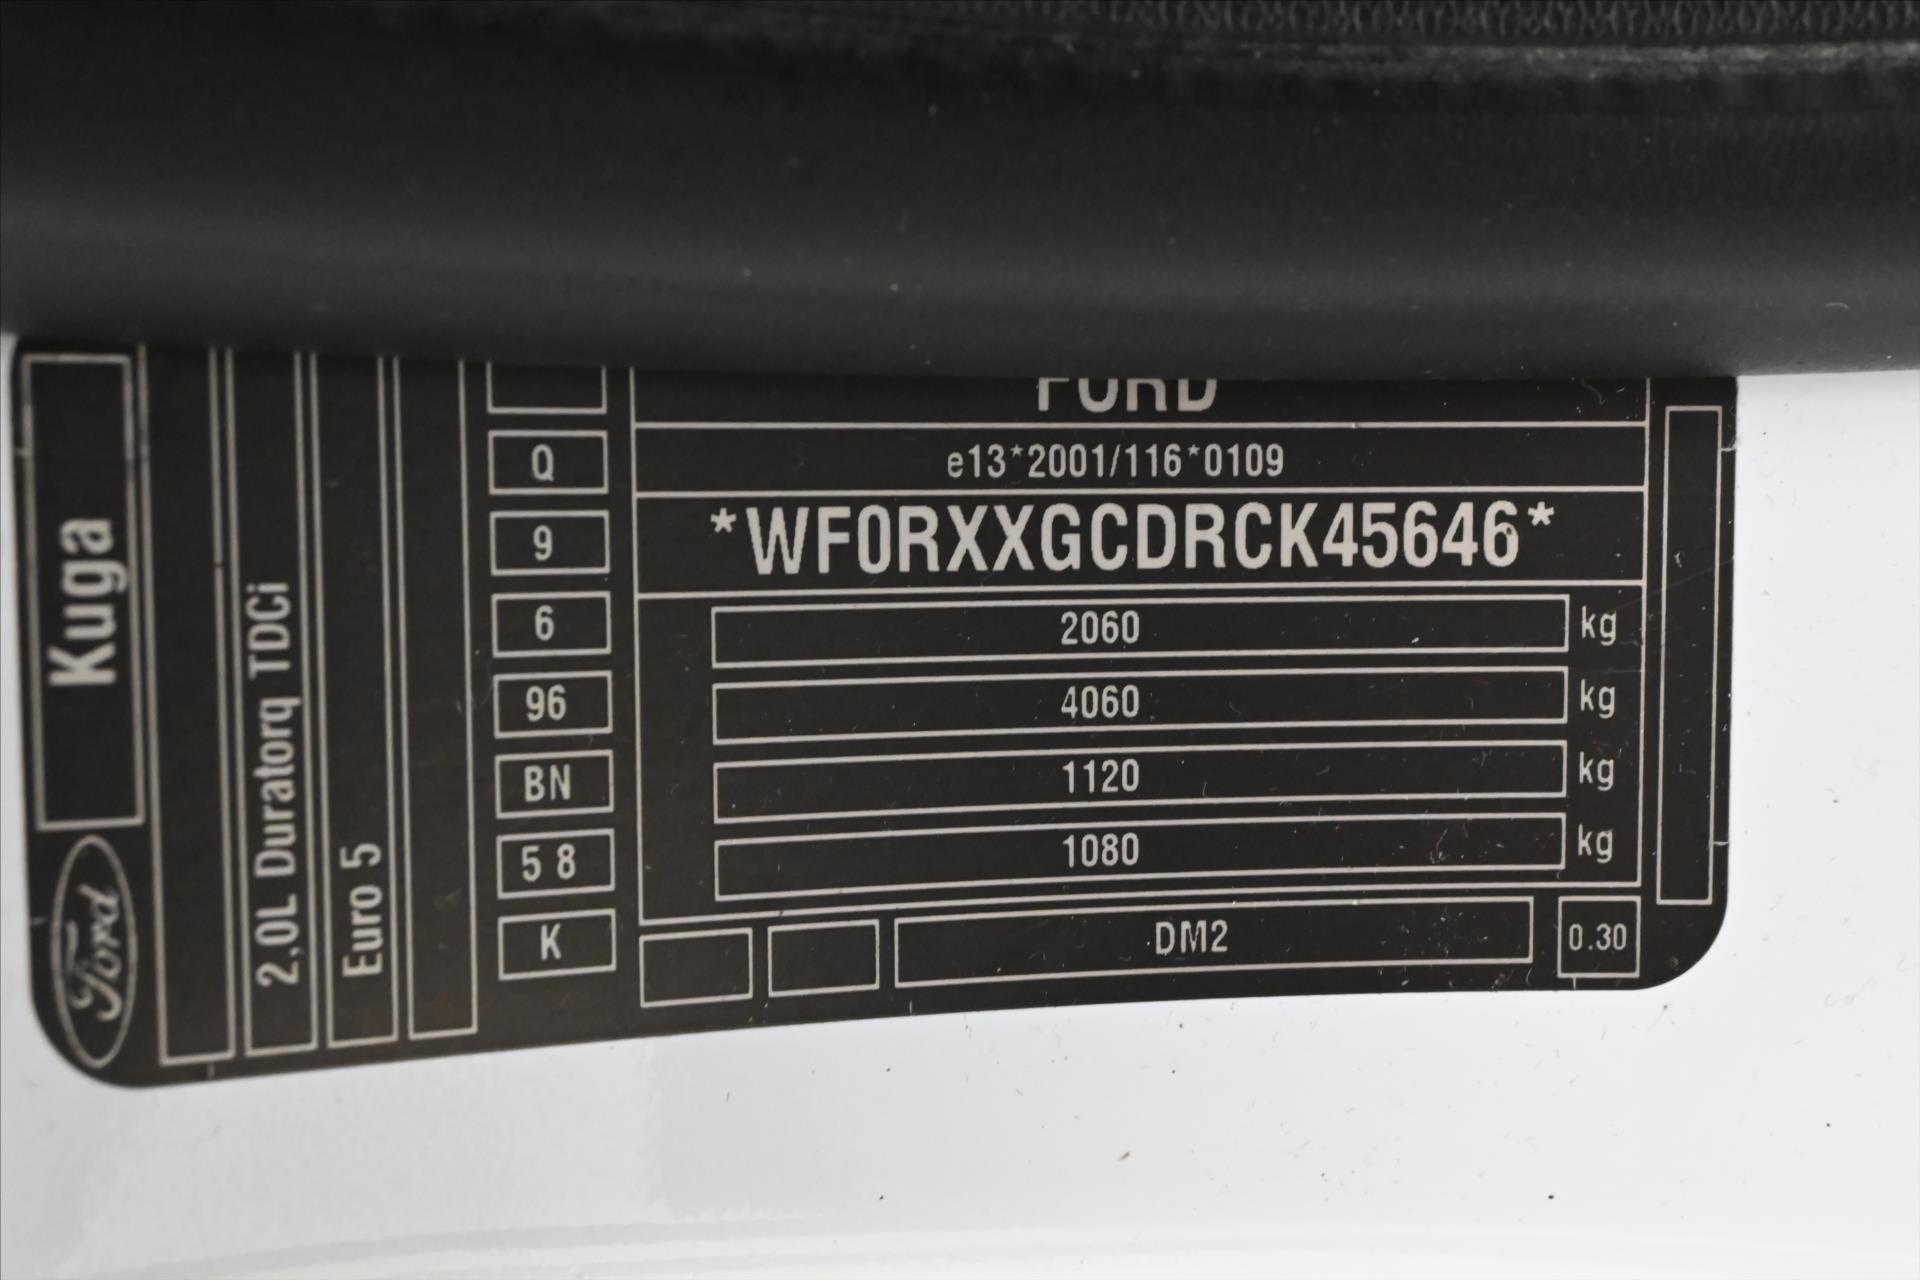 Kuga
Ford
2,0L Duratorq TDCi
Euro 5
Q
9
6
96
BN
5 8
K
FORD
e13*2001/116*0109
*WF0RXXGCDRCK45646*
2060 kg
4060 kg
1120 kg
1080 kg
DM2
0.30